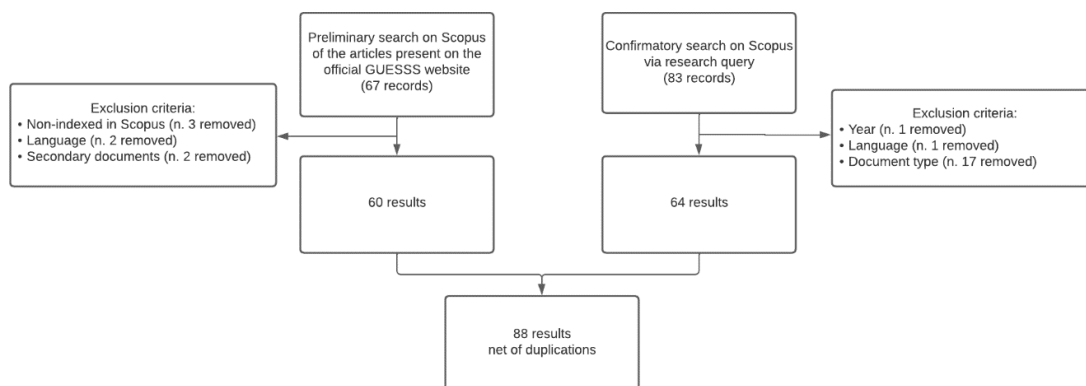 Preliminary search on Scopus
of the articles present on the
official GUESSS website
(67 records)
Confirmatory search on Scopus
via research query
(83 records)
Exclusion criteria:
• Non-indexed in Scopus (n. 3 removed)
• Language (n. 2 removed)
• Secondary documents (n. 2 removed)
Exclusion criteria:
• Year (n. 1 removed)
• Language (n. 1 removed)
• Document type (n. 17 removed)
60 results
64 results
88 results
net of duplications